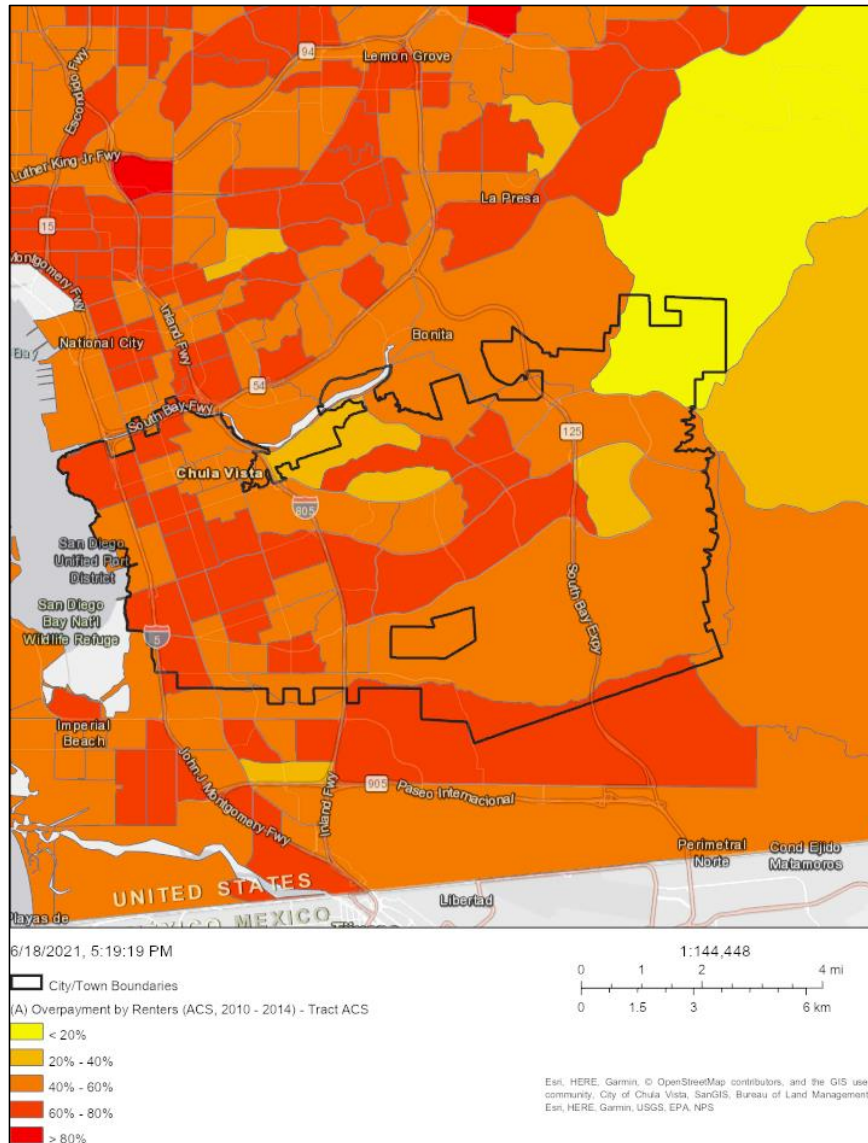 94
Lemon Grove
Escondido Fwy
Luther King Jr Fwy
La Presa
15
Montgomery Fwy
Inland Fwy
Bonita
National City
Bay
54
South Bay Fwy
125
Chula Vista
805
San Diego
Unified Port
District
San Diego
Bay Nat'l
Wildlife Refuge
South Bay Expy
5
Imperial
Beach
John J Montgomery Fwy
Inland Fwy
905
Paseo Internacional
Perimetral
Norte
Cond Ejido
Matamoros
UNITED STATES
MEXICO
Libertad
Playas de
6/18/2021, 5:19:19 PM
City/Town Boundaries
(A) Overpayment by Renters (ACS, 2010 - 2014) - Tract ACS
< 20%
20% - 40%
40% - 60%
60% - 80%
> 80%
1:144,448
0 1 2 4 mi
0 1.5 3 6 km
Esri, HERE, Garmin, © OpenStreetMap contributors, and the GIS use
community, City of Chula Vista, SanGIS, Bureau of Land Management
Esri, HERE, Garmin, USGS, EPA, NPS